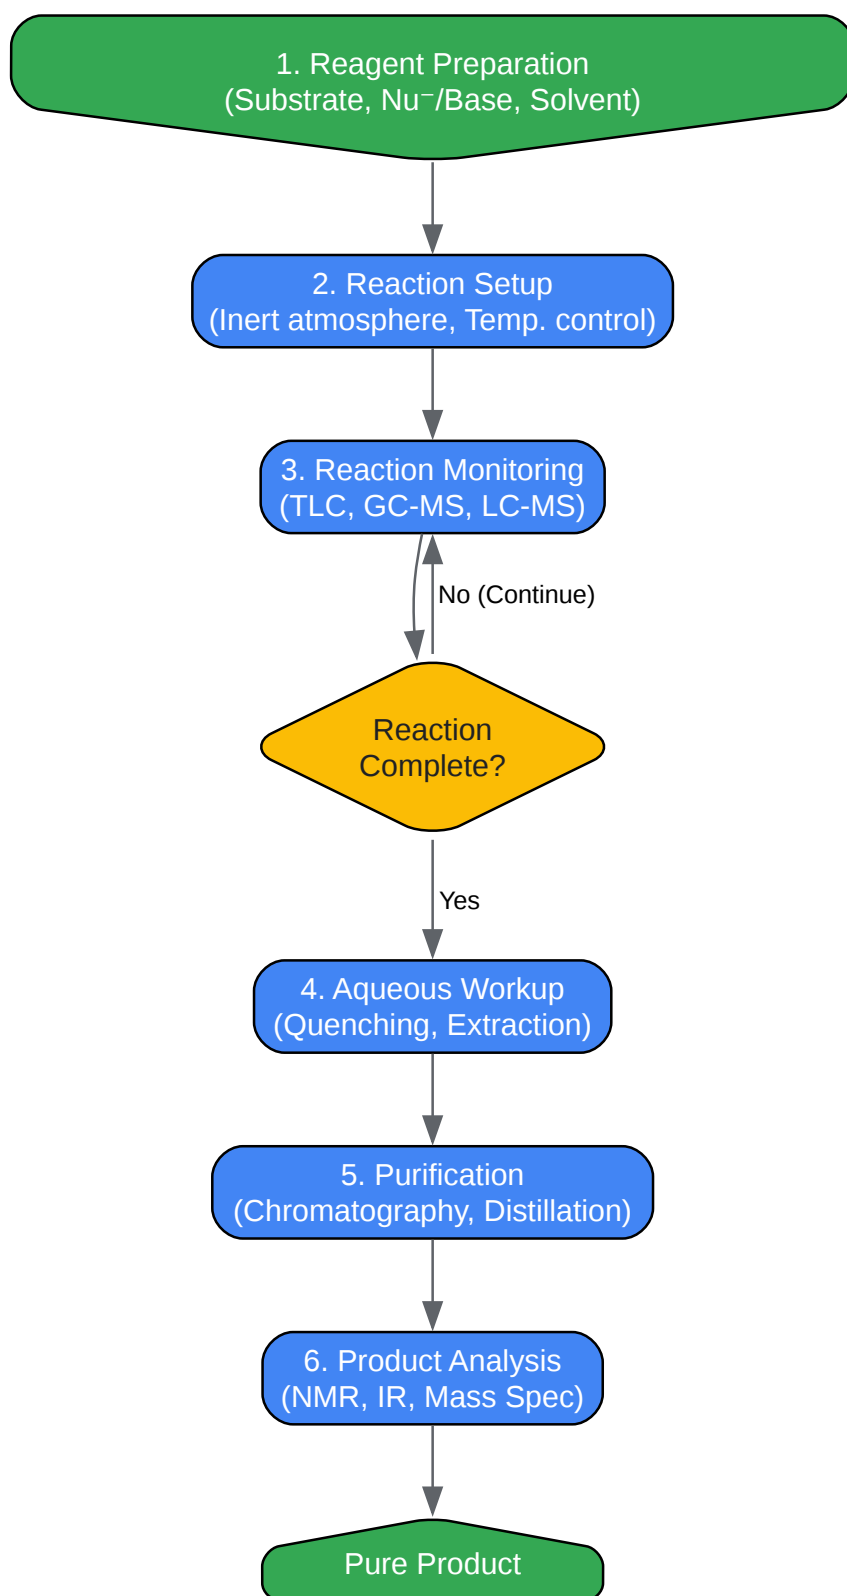 1. Reagent Preparation
(Substrate, Nu⁻/Base, Solvent)
2. Reaction Setup
(Inert atmosphere, Temp. control)
3. Reaction Monitoring
(TLC, GC-MS, LC-MS)
No (Continue)
Reaction
Complete?
Yes
4. Aqueous Workup
(Quenching, Extraction)
5. Purification
(Chromatography, Distillation)
6. Product Analysis
(NMR, IR, Mass Spec)
Pure Product